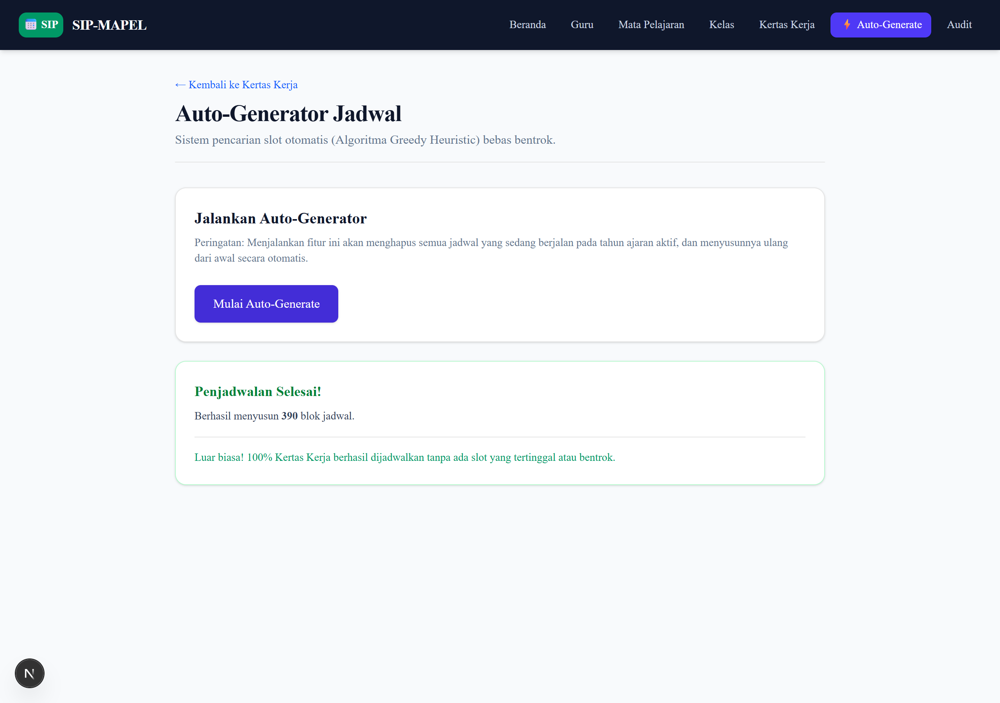 SIP SIP-MAPEL Beranda Guru Mata Pelajaran Kelas Kertas Kerja Auto-Generate Audit
← Kembali ke Kertas Kerja
Auto-Generator Jadwal
Sistem pencarian slot otomatis (Algoritma Greedy Heuristic) bebas bentrok.
Jalankan Auto-Generator
Peringatan: Menjalankan fitur ini akan menghapus semua jadwal yang sedang berjalan pada tahun ajaran aktif, dan menyusunnya ulang
dari awal secara otomatis.
Mulai Auto-Generate
Penjadwalan Selesai!
Berhasil menyusun 390 blok jadwal.
Luar biasa! 100% Kertas Kerja berhasil dijadwalkan tanpa ada slot yang tertinggal atau bentrok.
N